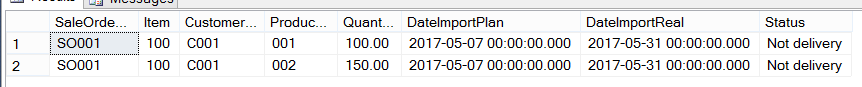 Messages
SaleOrde... Item Customer... Produc... Quant... DateImportPlan DateImportReal Status
1 SO001 100 C001 001 100.00 2017-05-07 00:00:00.000 2017-05-31 00:00:00.000 Not delivery
2 SO001 100 C001 002 150.00 2017-05-07 00:00:00.000 2017-05-31 00:00:00.000 Not delivery